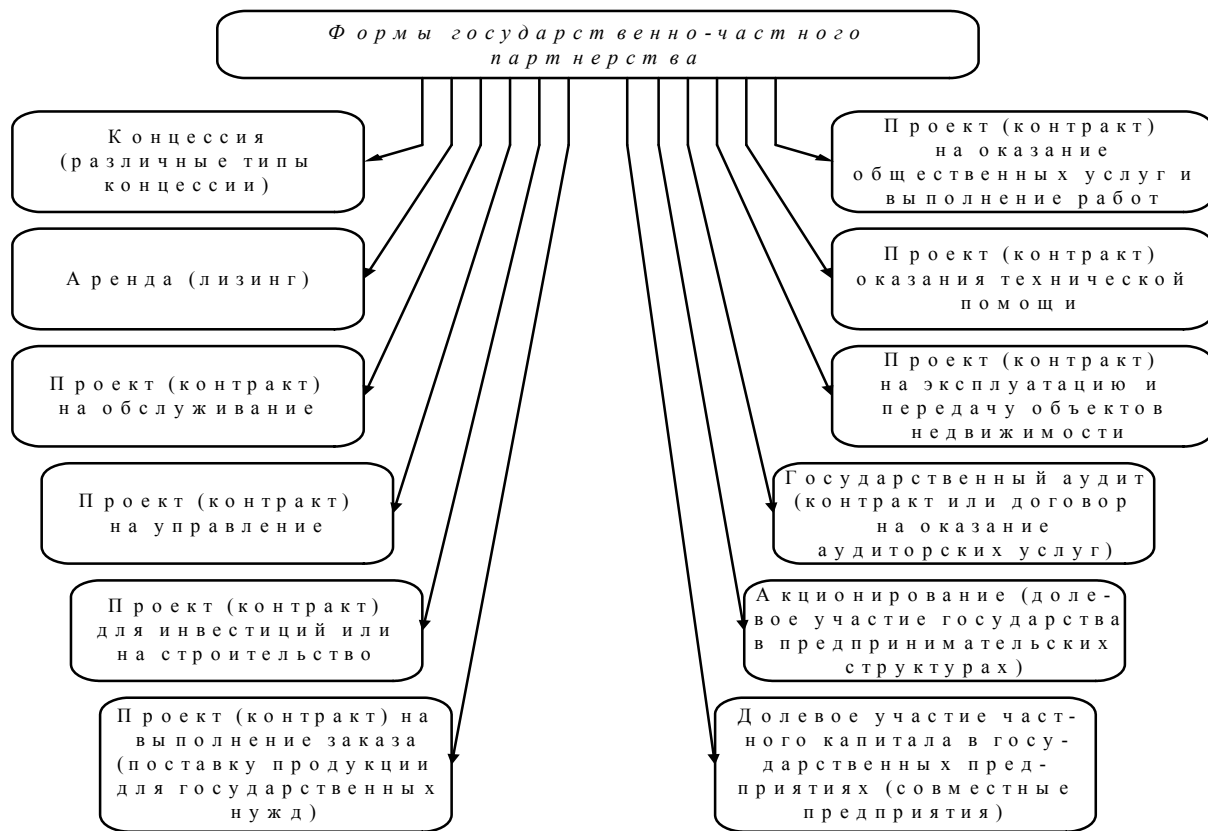 Формы государственно-частного
партнерства
Концессия
(различные типы
концессии)
Аренда (лизинг)
Проект (контракт)
на обслуживание
Проект (контракт)
на управление
Проект (контракт)
для инвестиций или
на строительство
Проект (контракт) на
выполнение заказа
(поставку продукции
для государственных
нужд)
Проект (контракт)
на оказание
общественных услуг и
выполнение работ
Проект (контракт)
оказания технической
помощи
Проект (контракт)
на эксплуатацию и
передачу объектов
недвижимости
Государственный аудит
(контракт или договор
на оказание
аудиторских услуг)
Акционирование (доле-
вое участие государства
в предпринимательских
структурах)
Долевое участие част-
ного капитала в госу-
дарственных пред-
приятиях (совместные
предприятия)